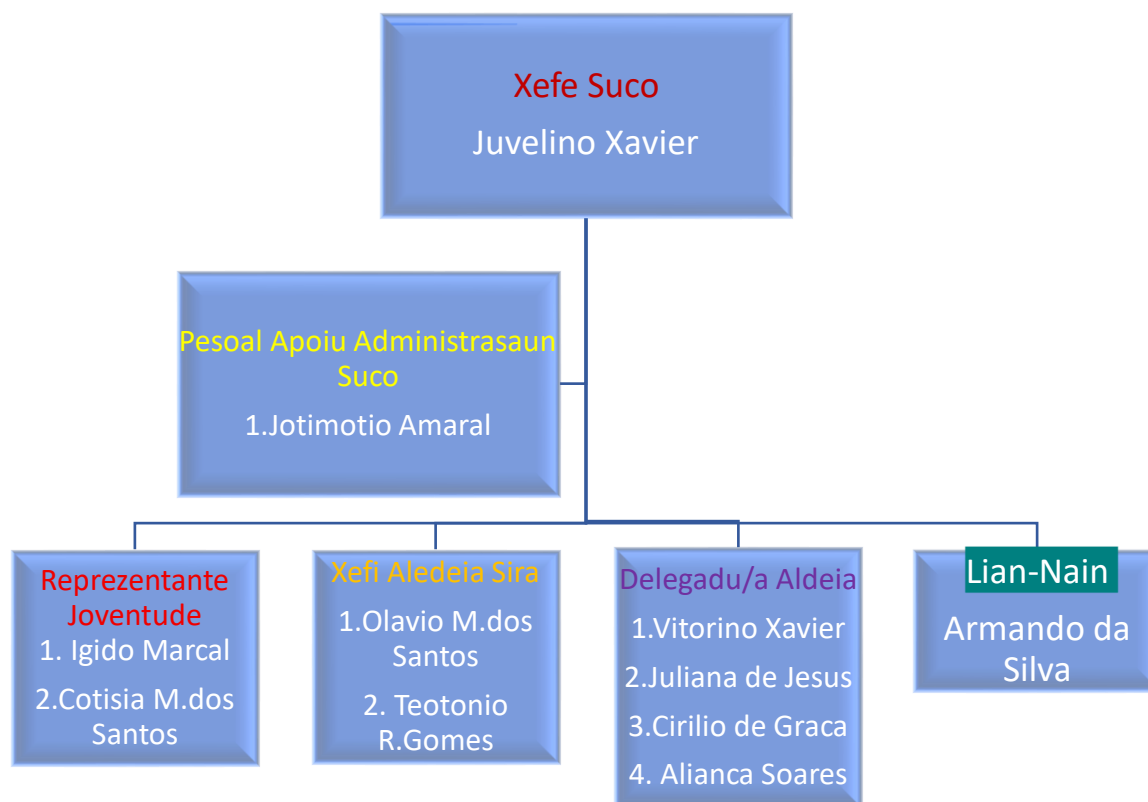 Xefe Suco
Juvelino Xavier
Pesoal Apoiu Administrasaun
Suco
1.Jotimotio Amaral
Reprezentante
Joventude
1. Igido Marcal
2.Cotisia M.dos
Santos
Xefi Aledeia Sira
1.Olavio M.dos
Santos
2. Teotonio
R.Gomes
Delegadu/a Aldeia
1.Vitorino Xavier
2.Juliana de Jesus
3.Cirilio de Graca
4. Alianca Soares
Lian-Nain
Armando da
Silva